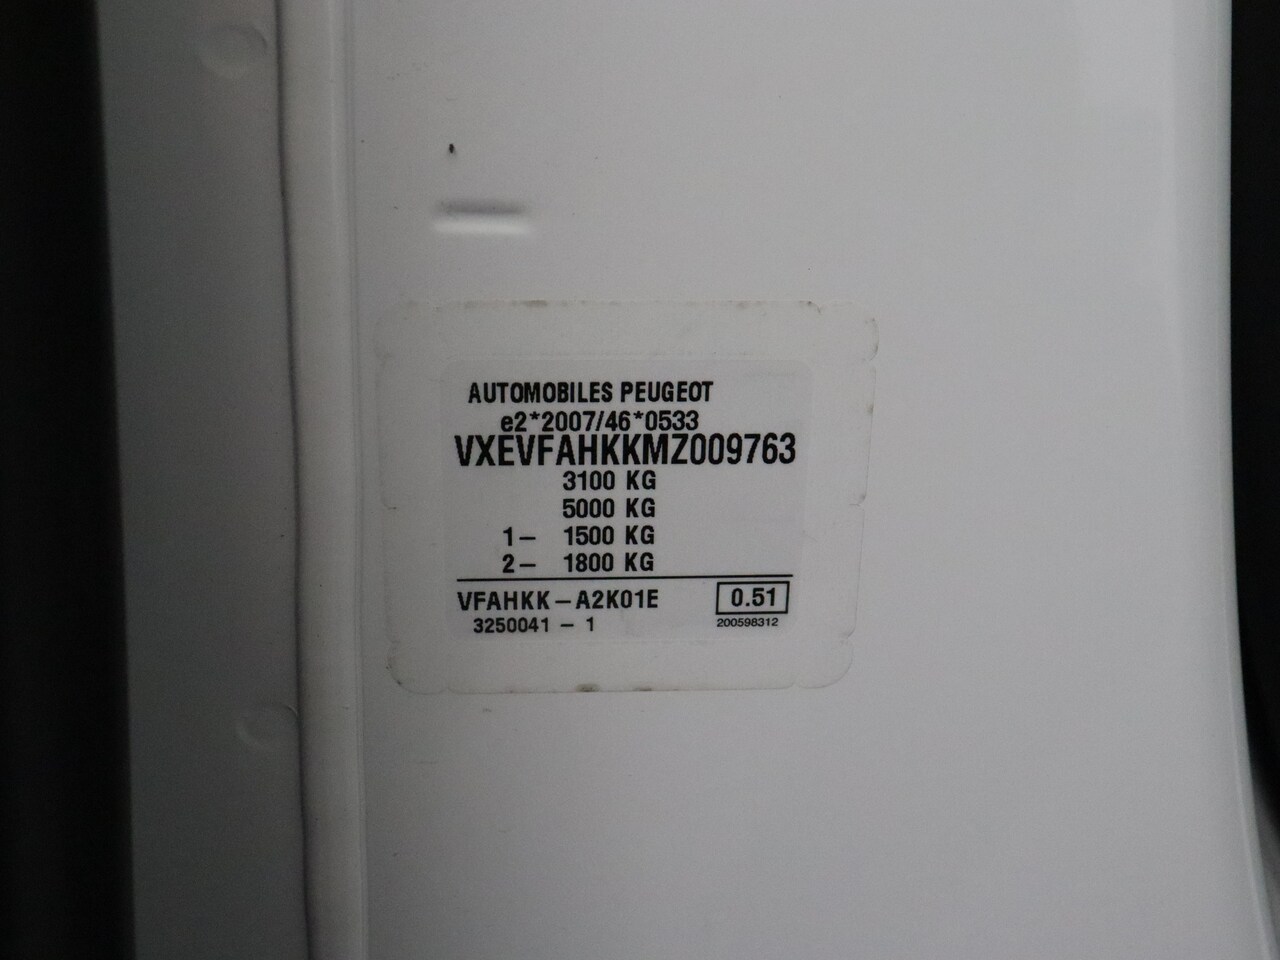 AUTOMOBILES PEUGEOT
e2*2007/46*0533
VXEVFAHKKMZ009763
3100 KG
5000 KG
1- 1500 KG
2- 1800 KG
VFAHKK-A2K01E 0.51
3250041 - 1 200598312